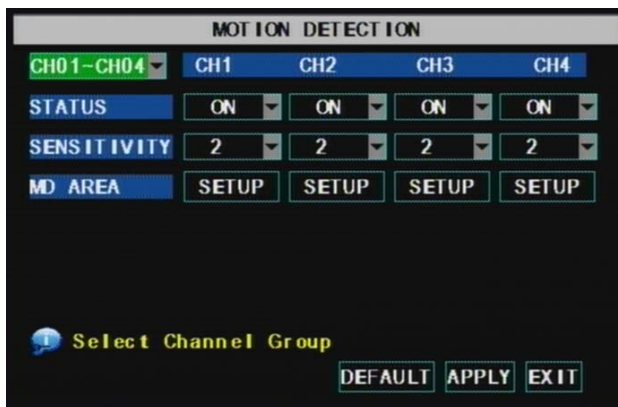 MOTION DETECTION
CH01~CH04 CH1 CH2 CH3 CH4
STATUS ON ON ON ON
SENSITIVITY 2 2 2 2
MD AREA SETUP SETUP SETUP SETUP
Select Channel Group
DEFAULT APPLY EXIT